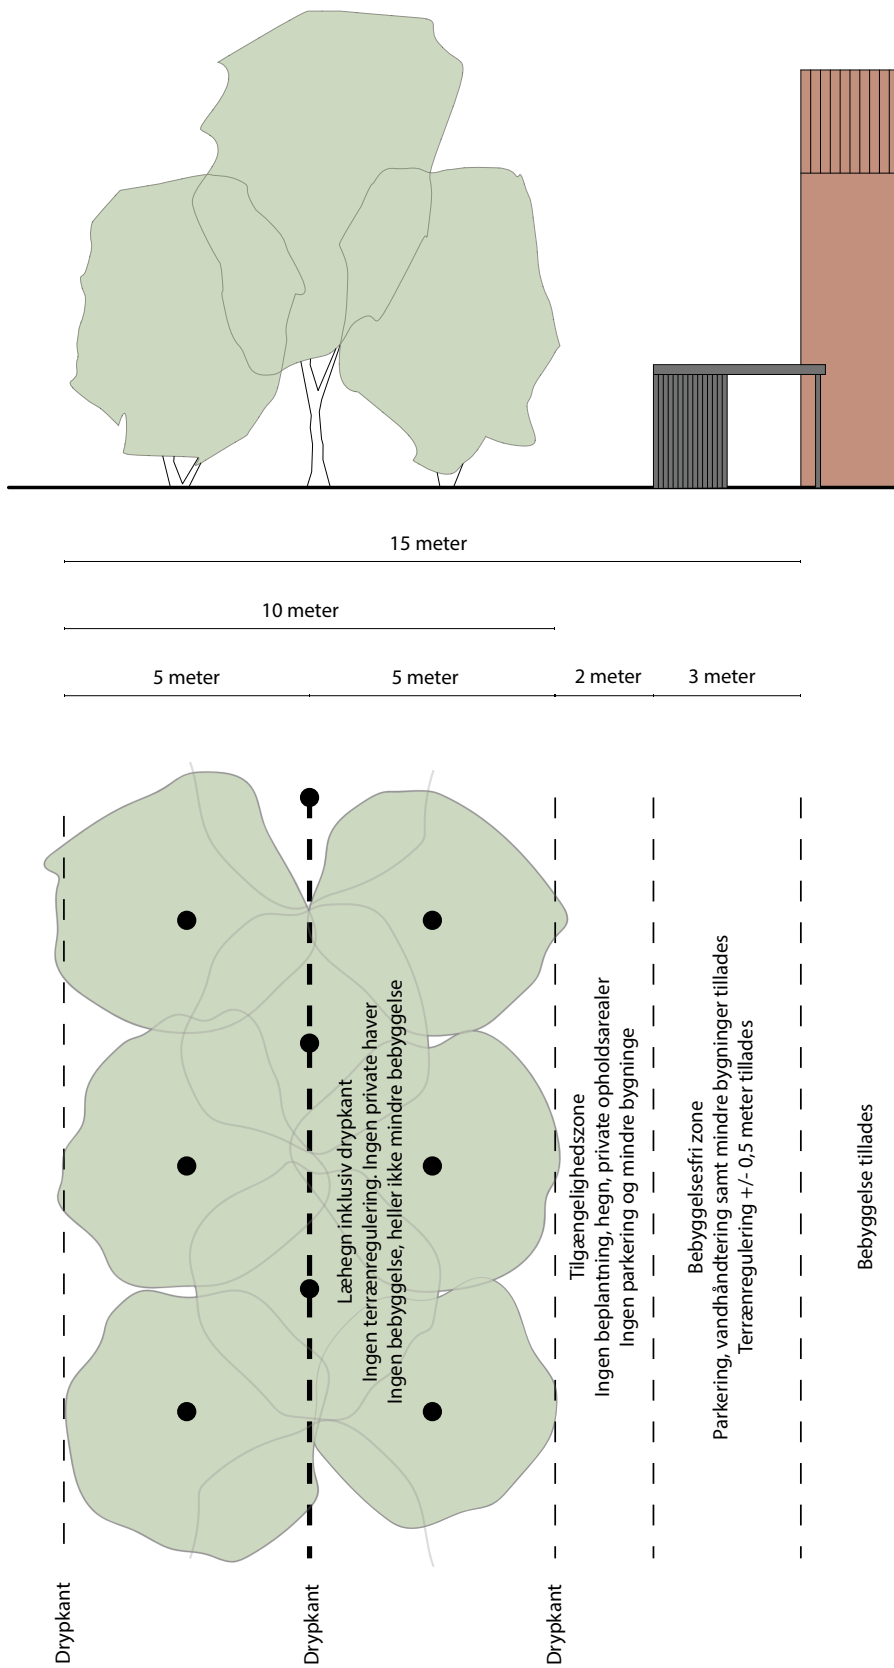 15 meter
10 meter
5 meter
5 meter
2 meter
3 meter
Læhegn inklusiv drypkant
Ingen terrænregulering. Ingen private haver
Ingen bebyggelse, heller ikke mindre bebyggelse
Tilgængelighedszone
Ingen beplantning, hegn, private opholdsarealer
Ingen parkering og mindre bygninge
Bebyggelsesfri zone
Parkering, vandhåndtering samt mindre bygninger tillades
Terrænregulering +/- 0,5 meter tillades
Bebyggelse tillades
Drypkant
Drypkant
Drypkant